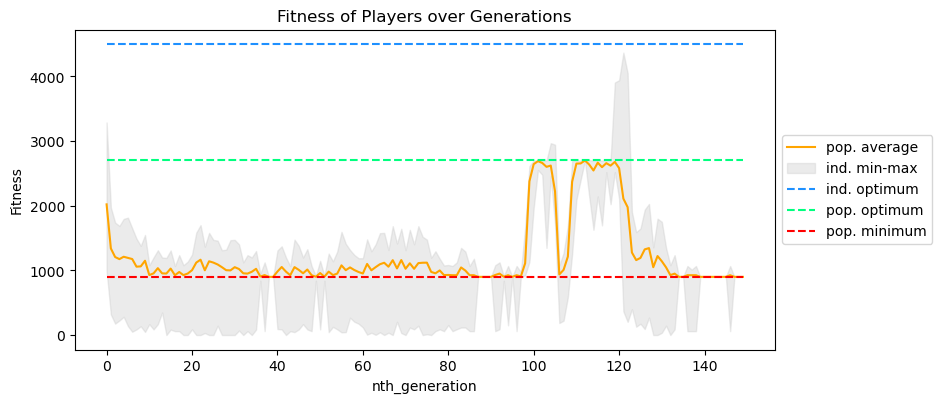 Fitness of Players over Generations
Fitness
4000
3000
2000
1000
0
0 20 40 60 80 100 120 140
nth_generation
pop. average
ind. min-max
ind. optimum
pop. optimum
pop. minimum